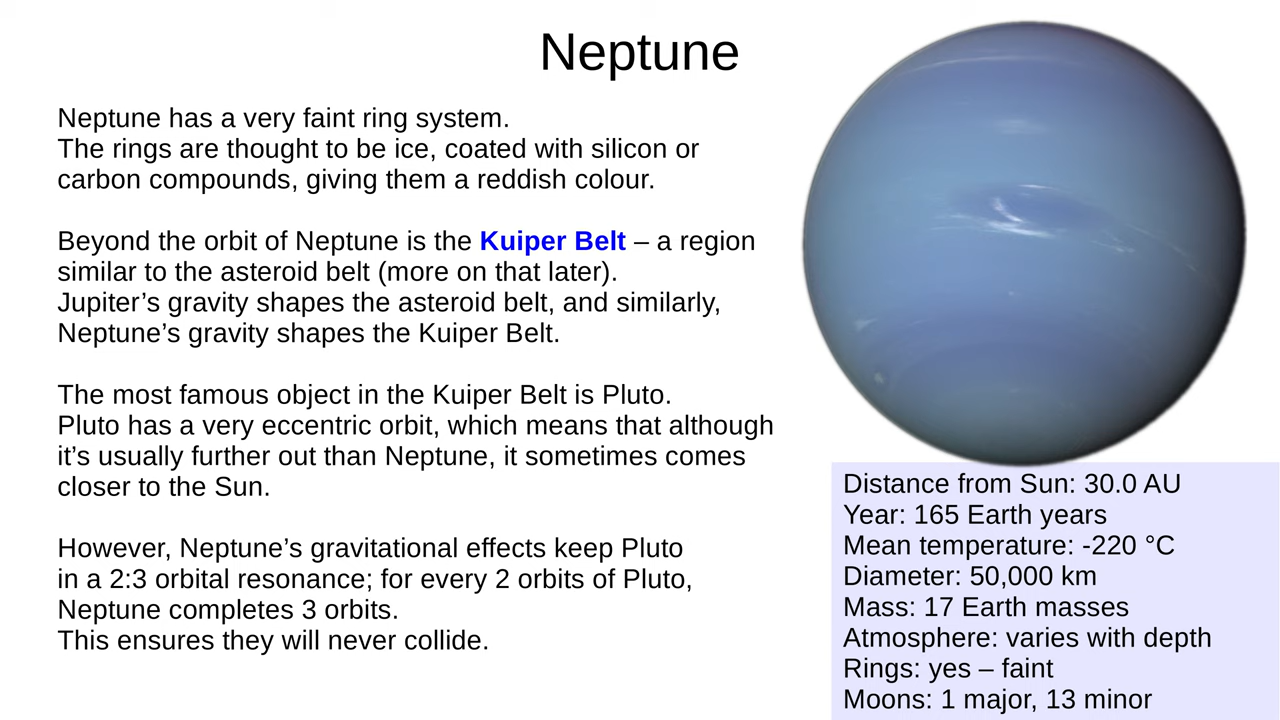 Neptune
Neptune has a very faint ring system.
The rings are thought to be ice, coated with silicon or
carbon compounds, giving them a reddish colour.
Beyond the orbit of Neptune is the Kuiper Belt – a region
similar to the asteroid belt (more on that later).
Jupiter’s gravity shapes the asteroid belt, and similarly,
Neptune’s gravity shapes the Kuiper Belt.
The most famous object in the Kuiper Belt is Pluto.
Pluto has a very eccentric orbit, which means that although
it’s usually further out than Neptune, it sometimes comes
closer to the Sun.
However, Neptune’s gravitational effects keep Pluto
in a 2:3 orbital resonance; for every 2 orbits of Pluto,
Neptune completes 3 orbits.
This ensures they will never collide.
Distance from Sun: 30.0 AU
Year: 165 Earth years
Mean temperature: -220 °C
Diameter: 50,000 km
Mass: 17 Earth masses
Atmosphere: varies with depth
Rings: yes – faint
Moons: 1 major, 13 minor